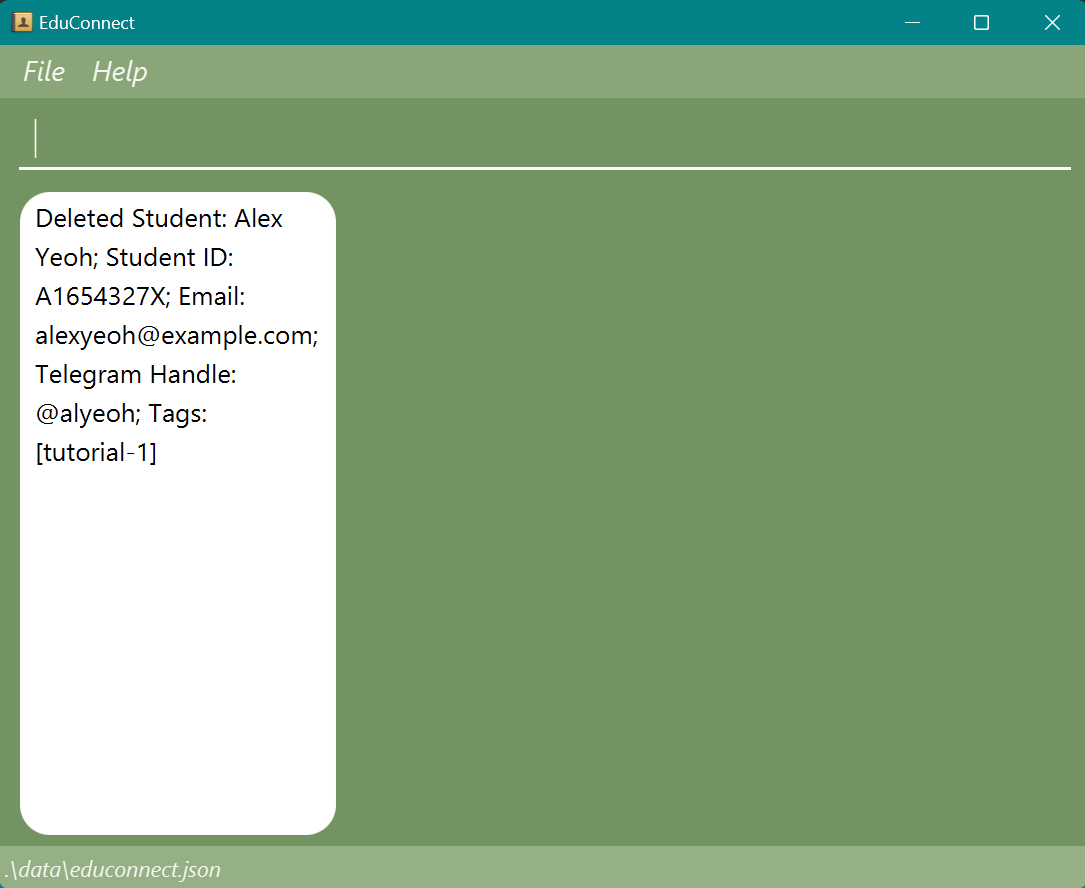 EduConnect
File Help
Deleted Student: Alex
Yeoh; Student ID:
A1654327X; Email:
alexyeoh@example.com;
Telegram Handle:
@alyeoh; Tags:
[tutorial-1]
.\data\educonnect.json